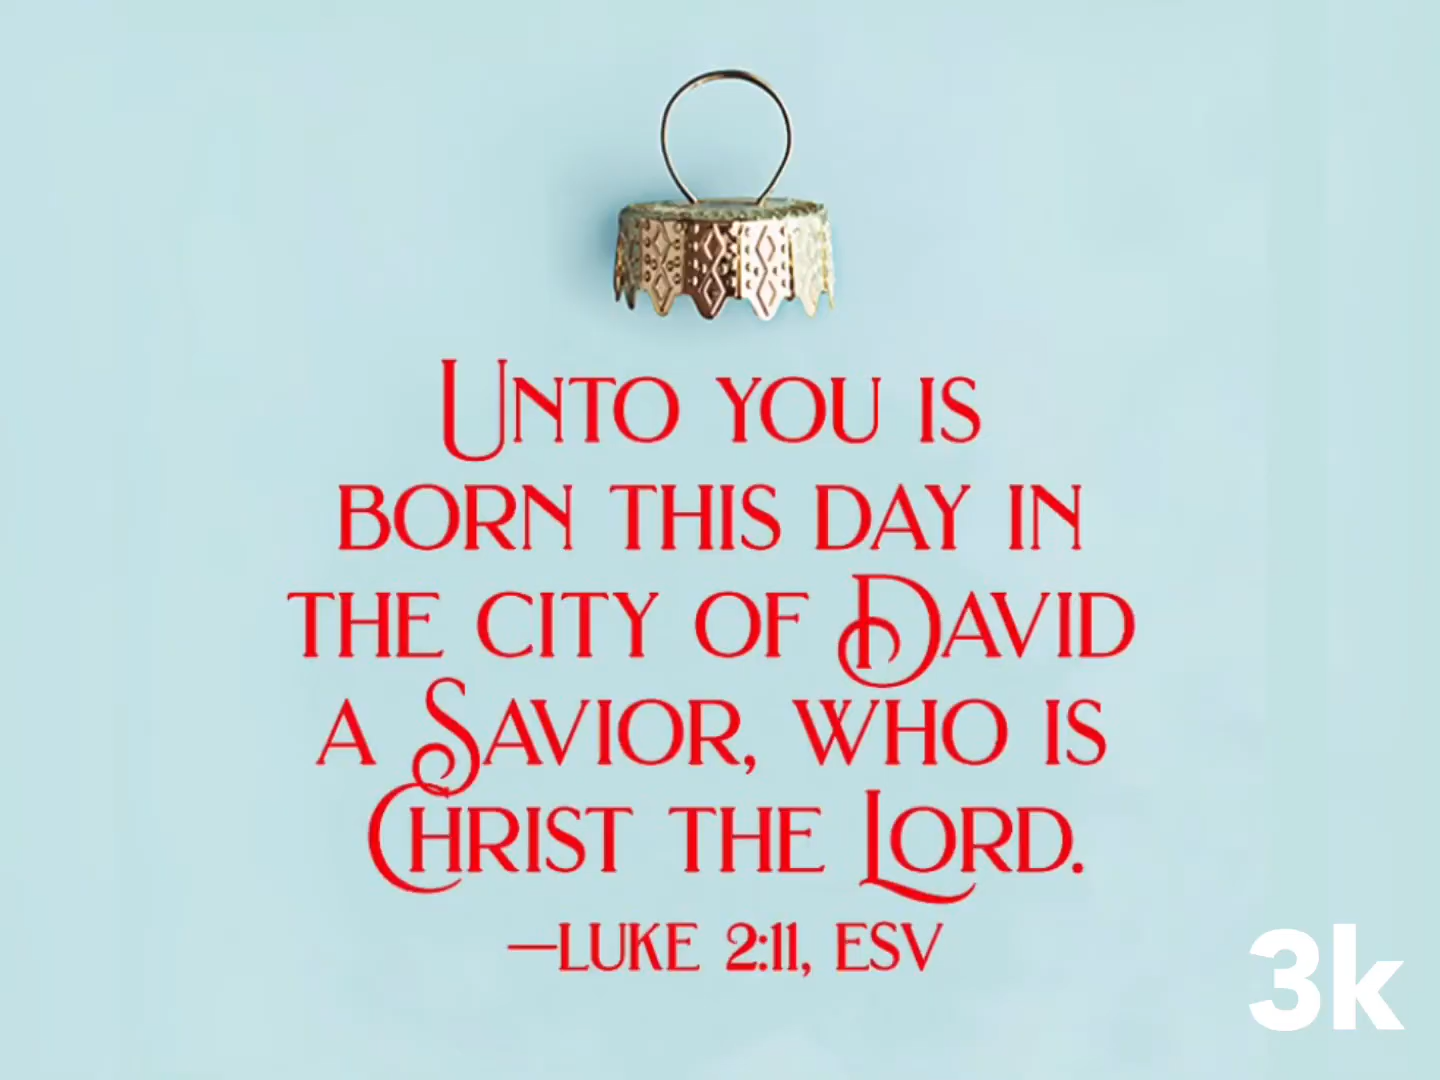 Unto you is
born this day in
the city of David
a Savior, who is
Christ the Lord.
—Luke 2:11, ESV
3k